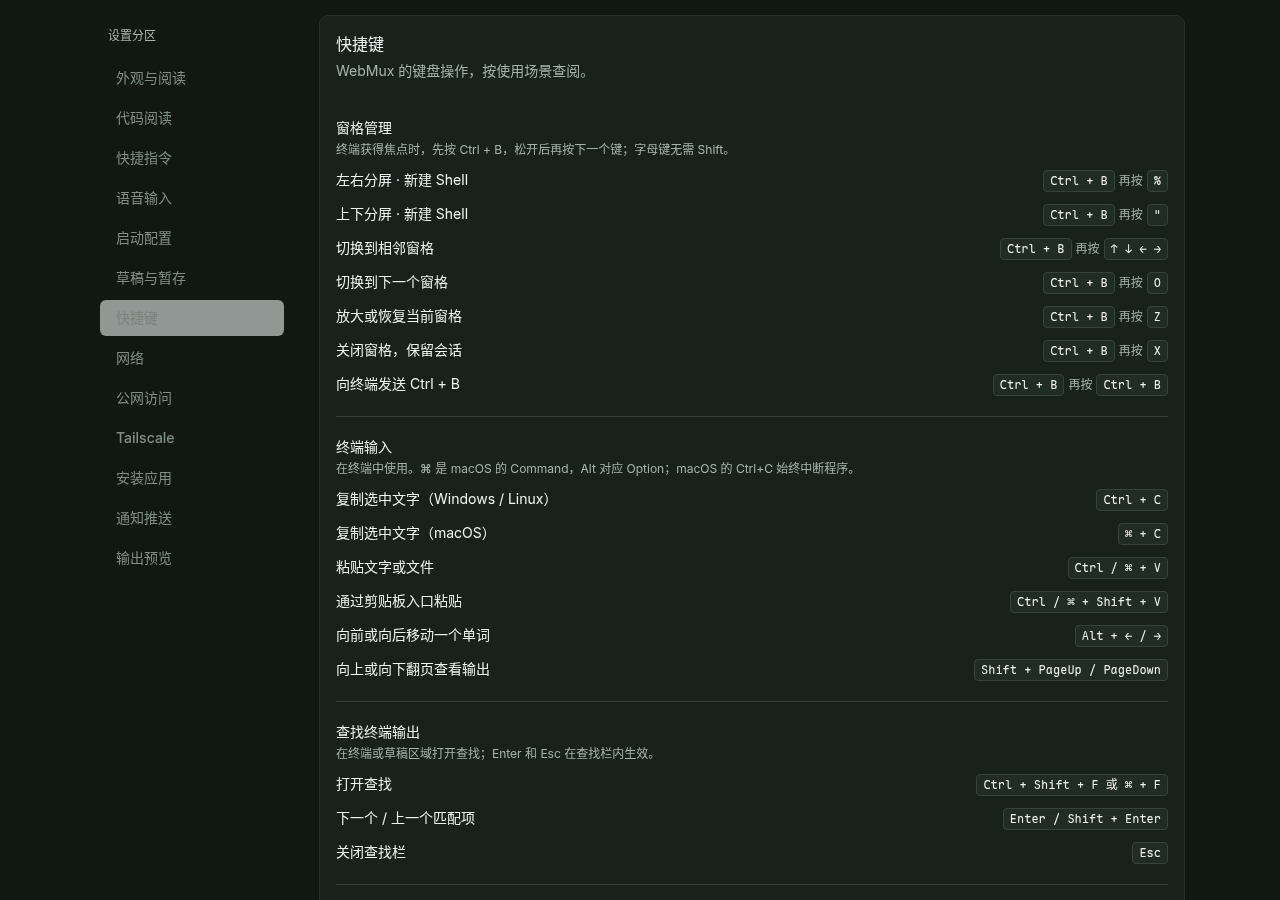 设置分区
外观与阅读
代码阅读
快捷指令
语音输入
启动配置
草稿与暂存
快捷键
网络
公网访问
Tailscale
安装应用
通知推送
输出预览
快捷键
WebMux 的键盘操作，按使用场景查阅。
窗格管理
终端获得焦点时，先按 Ctrl + B，松开后再按下一个键；字母键无需 Shift。
左右分屏 · 新建 Shell Ctrl + B 再按 %
上下分屏 · 新建 Shell Ctrl + B 再按 "
切换到相邻窗格 Ctrl + B 再按 ↑ ↓ ← →
切换到下一个窗格 Ctrl + B 再按 O
放大或恢复当前窗格 Ctrl + B 再按 Z
关闭窗格，保留会话 Ctrl + B 再按 X
向终端发送 Ctrl + B Ctrl + B 再按 Ctrl + B
终端输入
在终端中使用。⌘ 是 macOS 的 Command，Alt 对应 Option；macOS 的 Ctrl+C 始终中断程序。
复制选中文字（Windows / Linux） Ctrl + C
复制选中文字（macOS） ⌘ + C
粘贴文字或文件 Ctrl / ⌘ + V
通过剪贴板入口粘贴 Ctrl / ⌘ + Shift + V
向前或向后移动一个单词 Alt + ← / →
向上或向下翻页查看输出 Shift + PageUp / PageDown
查找终端输出
在终端或草稿区域打开查找；Enter 和 Esc 在查找栏内生效。
打开查找 Ctrl + Shift + F 或 ⌘ + F
下一个 / 上一个匹配项 Enter / Shift + Enter
关闭查找栏 Esc